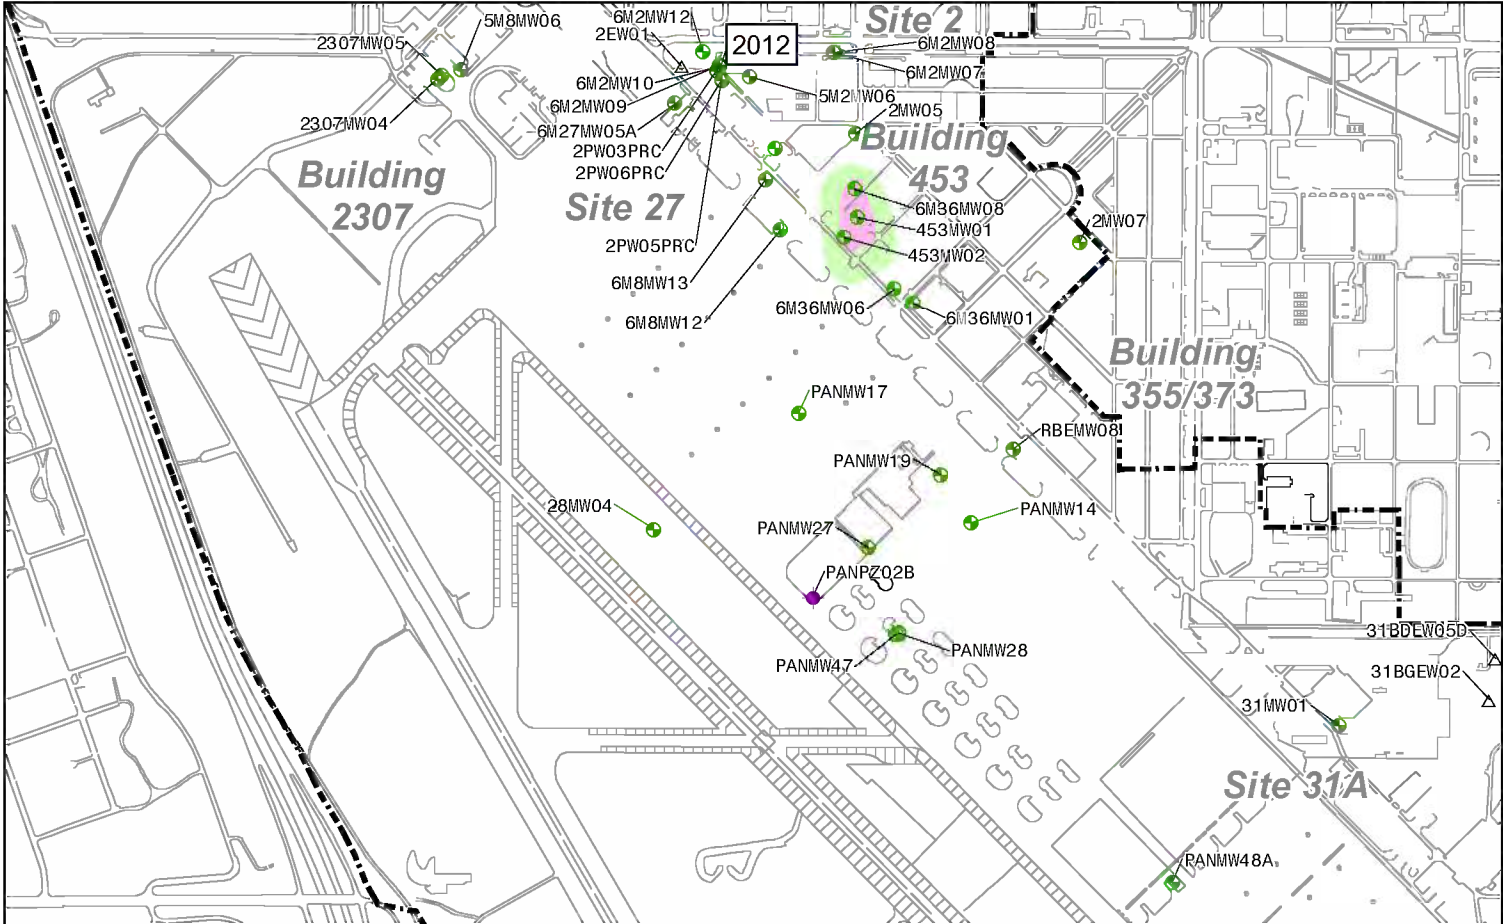 6M2MW12
Site 2
5M8MW06
2EW01
2012
2307MW05
6M2MW08
6M2MW07
6M2MW10
5M2MW06
6M2MW09
2MW05
2307MW04
6M27MW05A
Building
453
2PW03PRC
2PW06PRC
Building
2307
Site 27
6M36MW08
453MW01
2MW07
2PW05PRC
453MW02
6M8MW13
6M36MW06
6M36MW01
6M8MW12
Building
355/373
PANMW17
RBEMW08
PANMW19
28MW04
PANMW14
PANMW27
PANPZ02B
31BDEW05D
PANMW28
PANMW47
31BGEW02
31MW01
Site 31A
PANMW48A